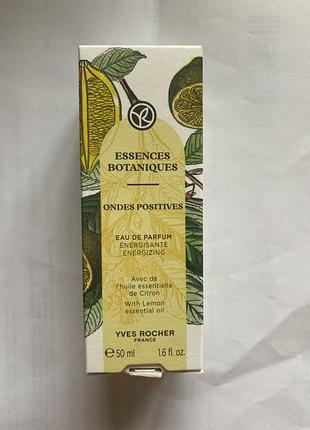 ESSENCES
BOTANIQUES
ONDES POSITIVES
EAU DE PARFUM
ÉNERGISANTE
ENERGIZING
Avec de
l'huile essentielle
de Citron
With Lemon
essential oil
YVES ROCHER
FRANCE
℮ 50 ml 1.6 fl. oz.